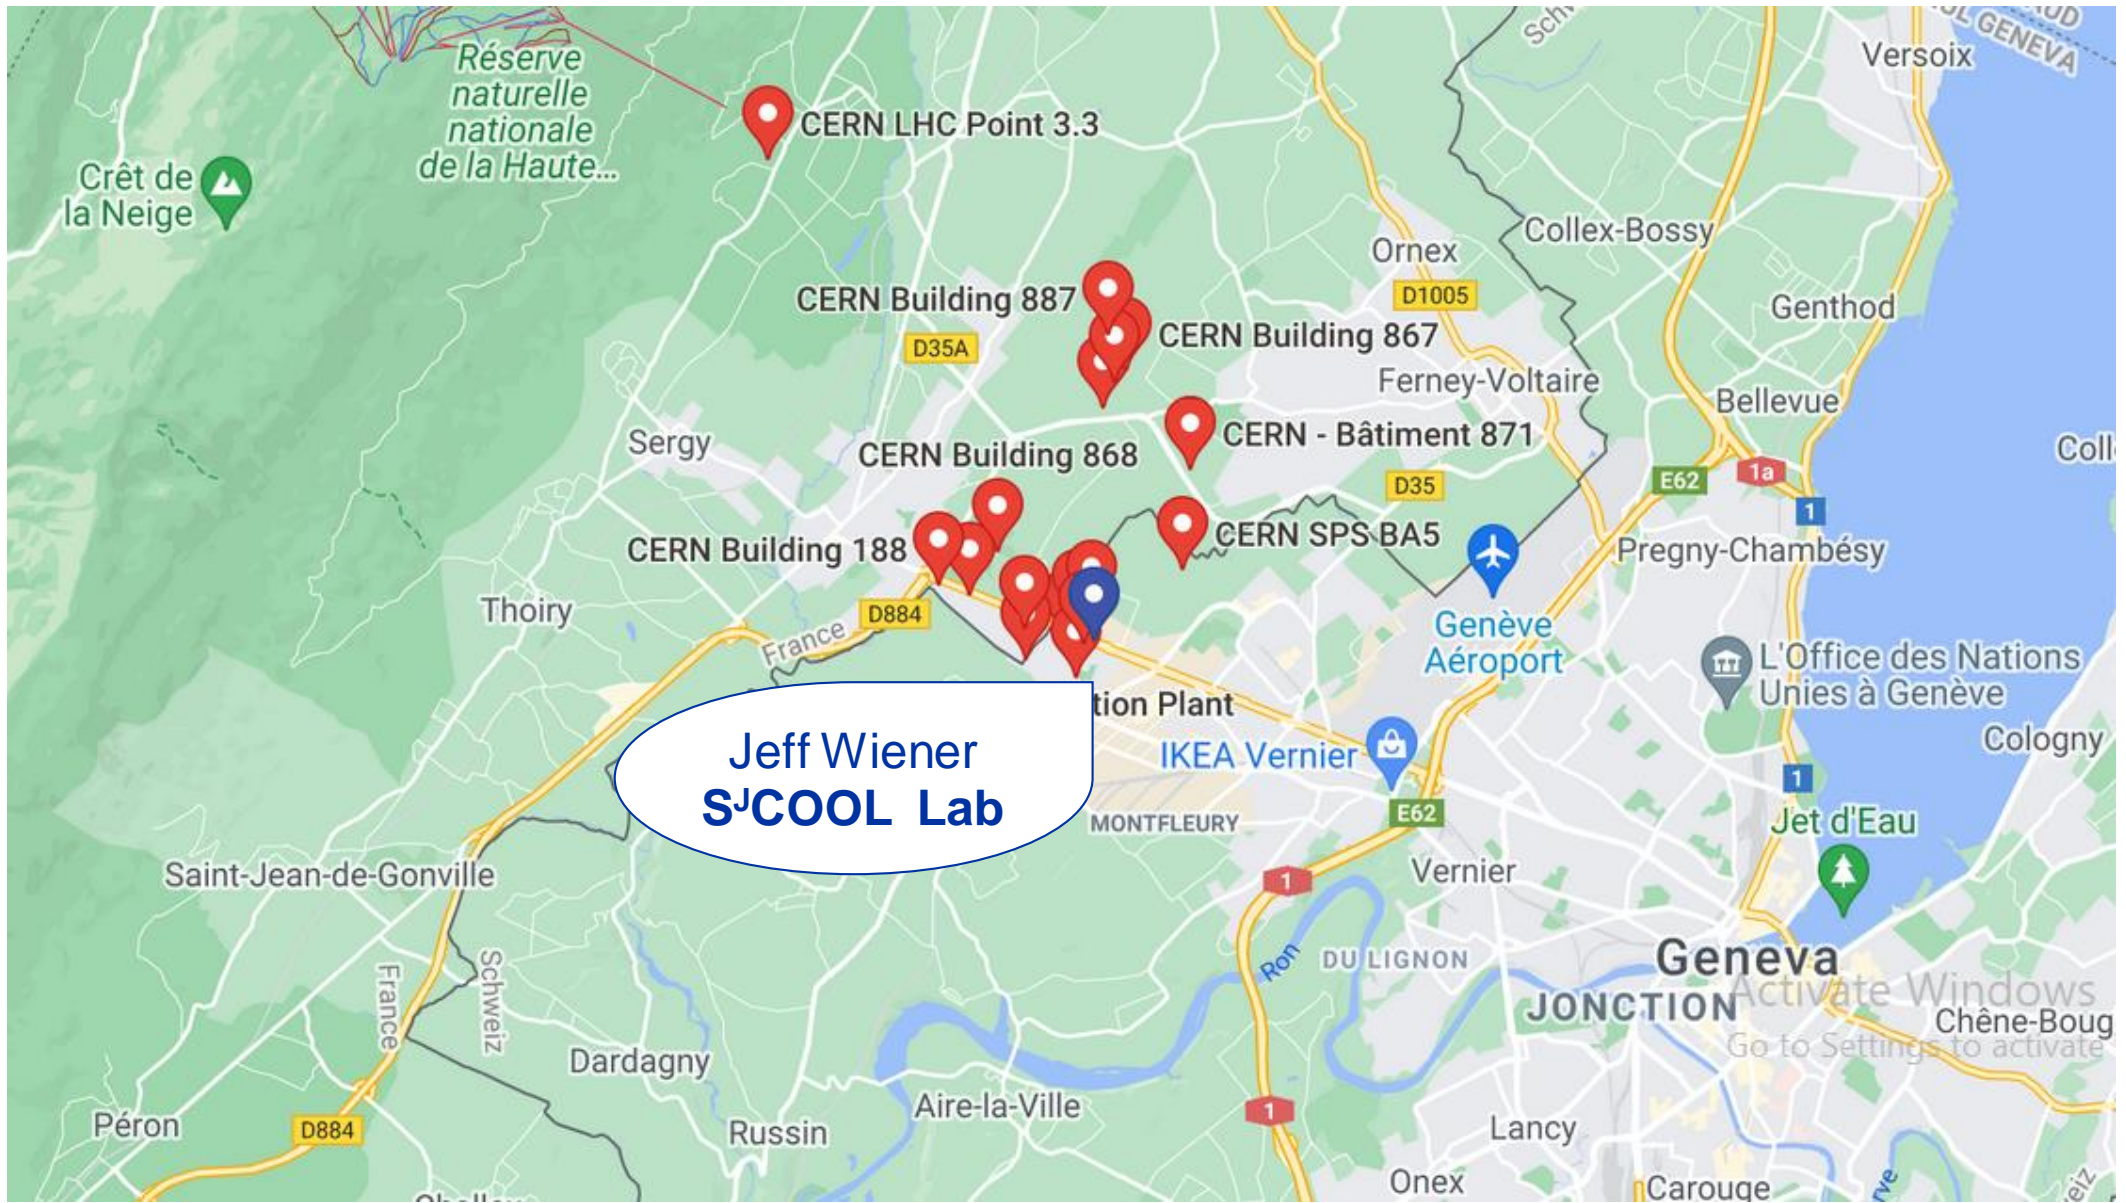 Réserve
naturelle
nationale
de la Haute...
Crêt de
la Neige
CERN LHC Point 3.3
GENEVA
Versoix
Collex-Bossy
Ornex
D1005
Genthod
CERN Building 887
D35A
CERN Building 867
Ferney-Voltaire
Bellevue
Sergy
CERN Building 868
CERN - Bâtiment 871
D35
E62
1a
1
Coll
CERN Building 188
CERN SPS BA5
Pregny-Chambésy
Thoiry
D884
France
Genève
Aéroport
L'Office des Nations
Unies à Genève
tion Plant
Jeff Wiener
SᴶCOOL Lab
IKEA Vernier
Cologny
1
E62
MONTFLEURY
Jet d'Eau
Saint-Jean-de-Gonville
1
Vernier
France
Schweiz
Ron
DU LIGNON
Geneva
JONCTION
Activate Windows
Go to Settings to activate
Chêne-Boug
Dardagny
Péron
D884
Russin
Aire-la-Ville
1
Lancy
Onex
Carouge